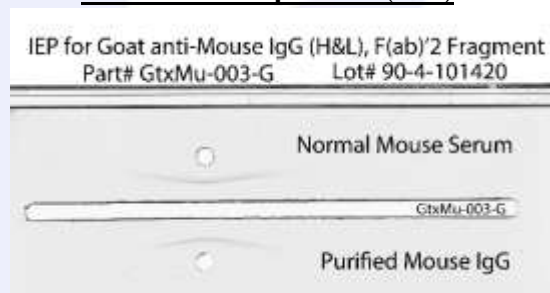 IEP for Goat anti-Mouse IgG (H&L), F(ab)'2 Fragment
Part# GtxMu-003-G Lot# 90-4-101420
Normal Mouse Serum
GtxMu-003-G
Purified Mouse IgG